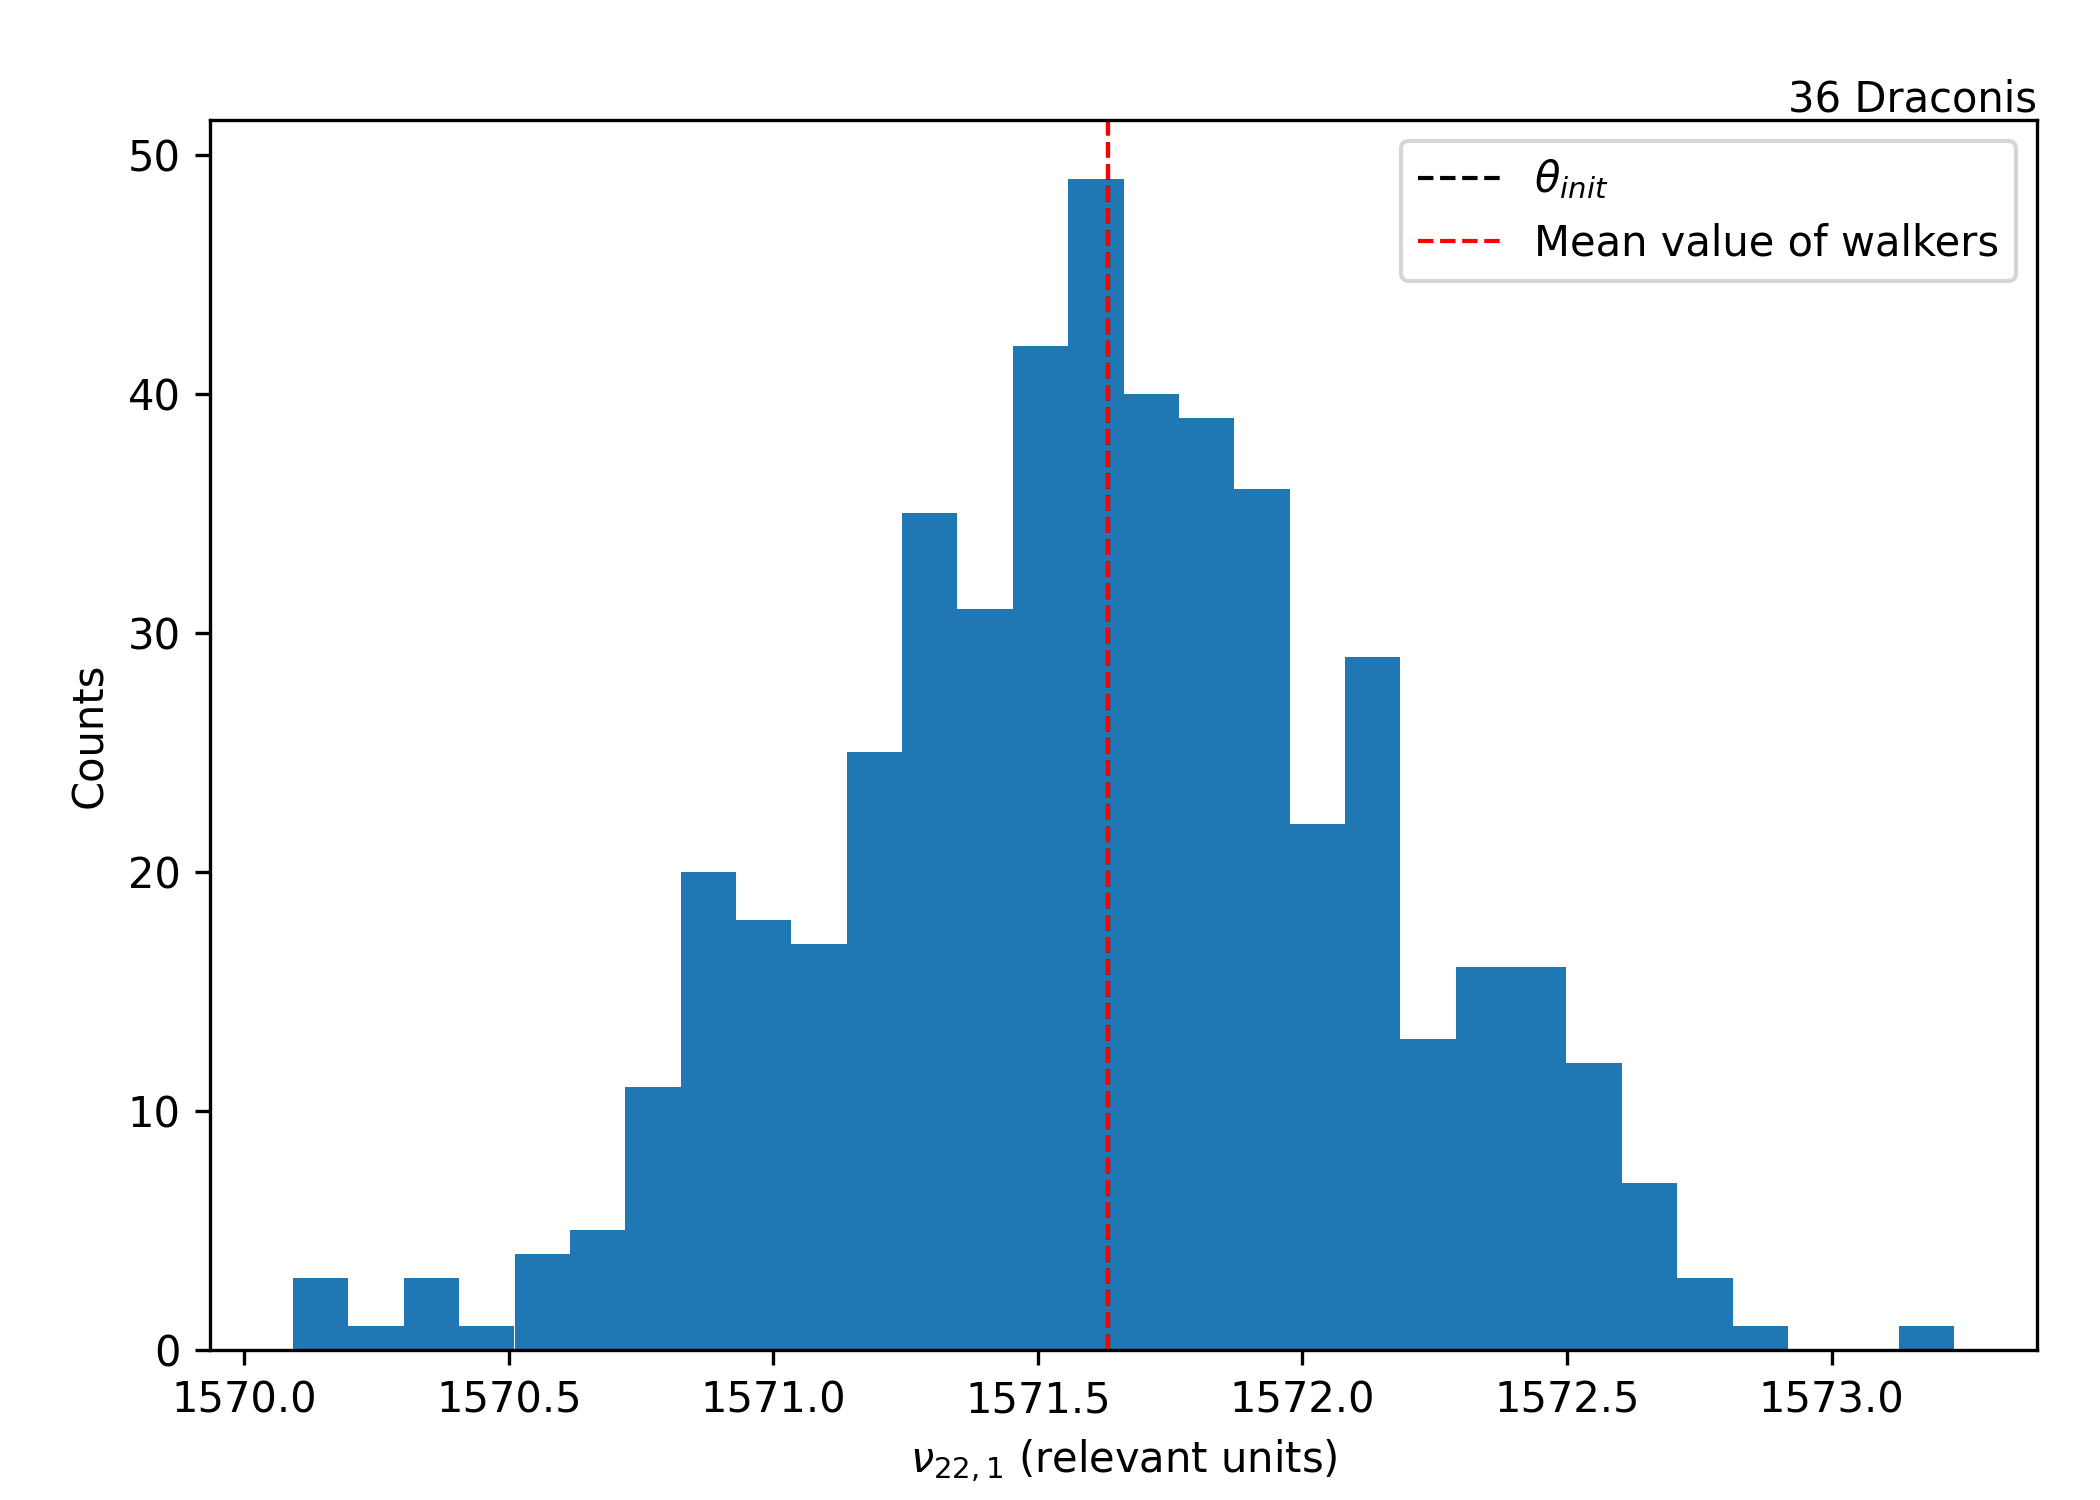 36 Draconis
θinit
Mean value of walkers
50
40
30
20
10
0
Counts
1570.0 1570.5 1571.0 1571.5 1572.0 1572.5 1573.0
ν22, 1 (relevant units)